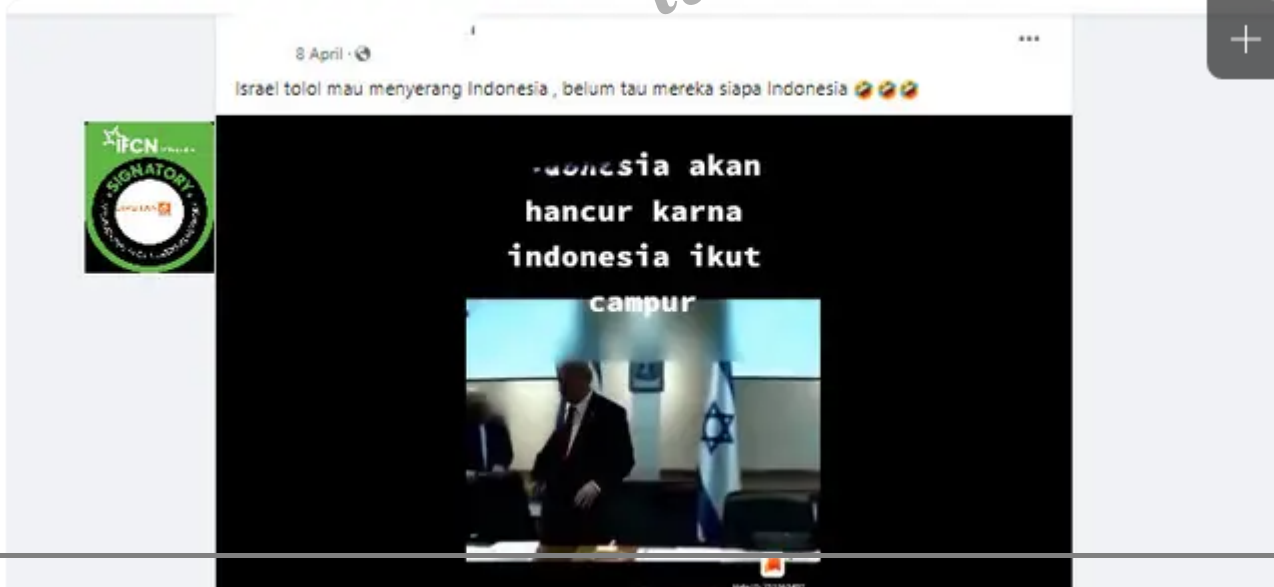 8 April
Israel tolol mau menyerang Indonesia , belum tau mereka siapa Indonesia 🤣🤣🤣
IFCN
SIGNATORY
akan
hancur karna
indonesia ikut
campur